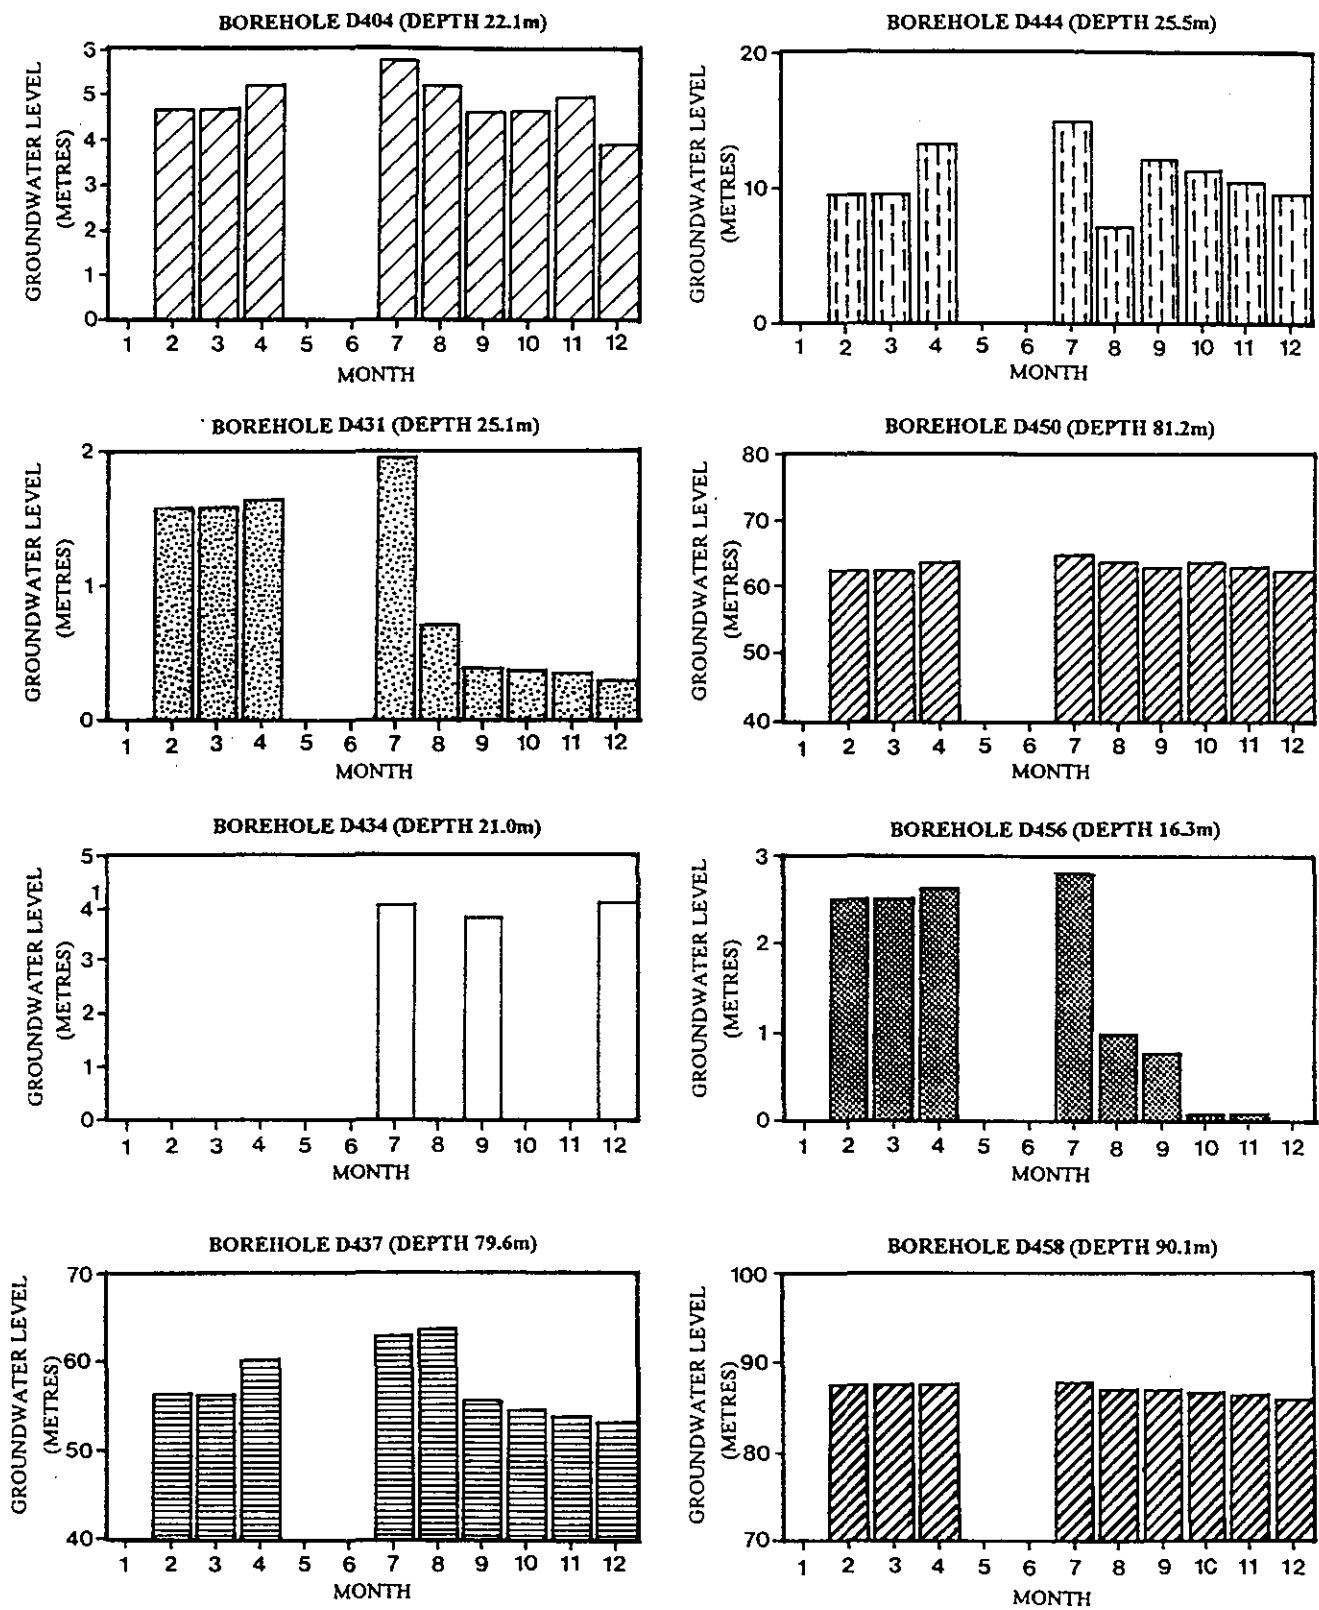 BOREHOLE D404 (DEPTH 22.1m)
GROUNDWATER LEVEL
(METRES)
6
5
4
3
2
1
0
1 2 3 4 5 6 7 8 9 10 11 12
MONTH
BOREHOLE D444 (DEPTH 25.5m)
GROUNDWATER LEVEL
(METRES)
20
10
0
1 2 3 4 5 6 7 8 9 10 11 12
MONTH
BOREHOLE D431 (DEPTH 25.1m)
GROUNDWATER LEVEL
(METRES)
2
1
0
1 2 3 4 5 6 7 8 9 10 11 12
MONTH
BOREHOLE D450 (DEPTH 81.2m)
GROUNDWATER LEVEL
(METRES)
80
70
60
50
40
1 2 3 4 5 6 7 8 9 10 11 12
MONTH
BOREHOLE D434 (DEPTH 21.0m)
GROUNDWATER LEVEL
(METRES)
5
1
4
3
2
1
0
1 2 3 4 5 6 7 8 9 10 11 12
MONTH
BOREHOLE D456 (DEPTH 16.3m)
GROUNDWATER LEVEL
(METRES)
3
2
1
0
1 2 3 4 5 6 7 8 9 10 11 12
MONTH
BOREHOLE D437 (DEPTH 79.6m)
GROUNDWATER LEVEL
(METRES)
70
60
50
40
1 2 3 4 5 6 7 8 9 10 11 12
MONTH
BOREHOLE D458 (DEPTH 90.1m)
GROUNDWATER LEVEL
(METRES)
100
90
80
70
1 2 3 4 5 6 7 8 9 10 11 12
MONTH